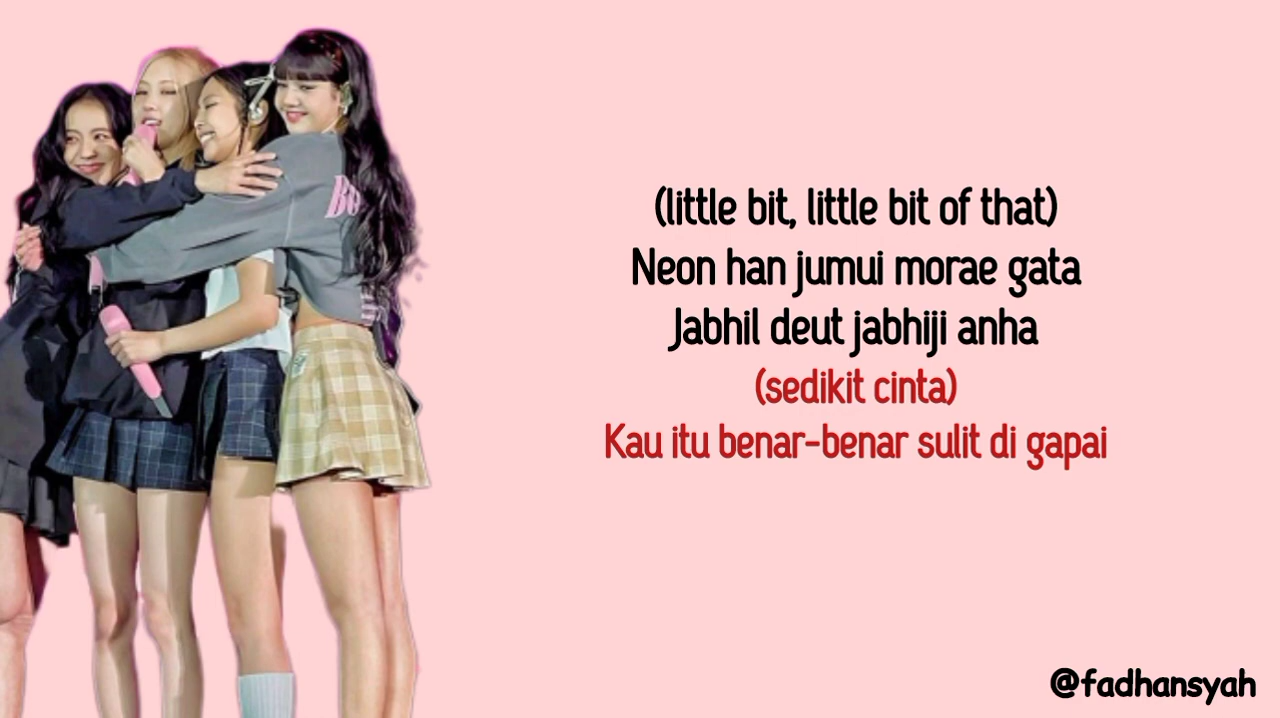 (little bit, little bit of that)
Neon han jumui morae gata
Jabhil deut jabhiji anha
(sedikit cinta)
Kau itu benar-benar sulit di gapai
@fadhansyah